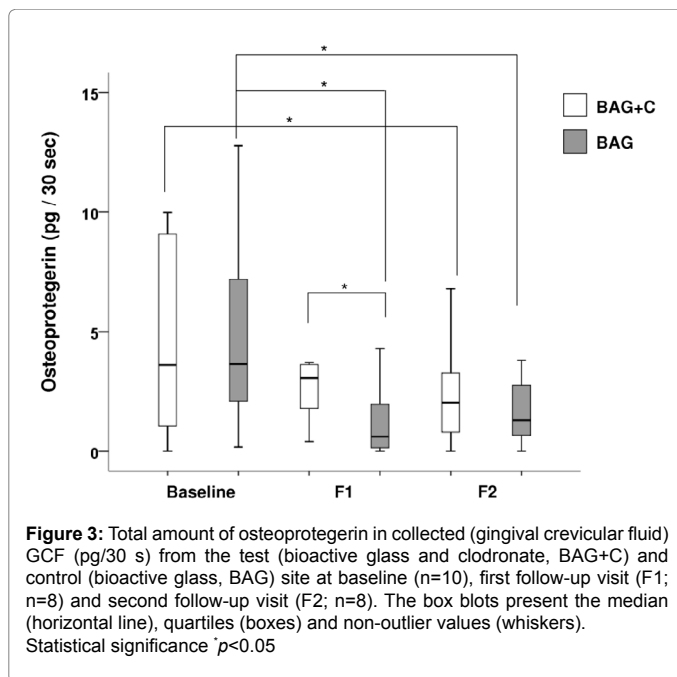 *
*
*
*
15
10
5
0
Osteoprotegerin (pg / 30 sec)
BAG+C
BAG
Baseline F1 F2
Figure 3: Total amount of osteoprotegerin in collected (gingival crevicular fluid)
GCF (pg/30 s) from the test (bioactive glass and clodronate, BAG+C) and
control (bioactive glass, BAG) site at baseline (n=10), first follow-up visit (F1;
n=8) and second follow-up visit (F2; n=8). The box blots present the median
(horizontal line), quartiles (boxes) and non-outlier values (whiskers).
Statistical significance *p<0.05